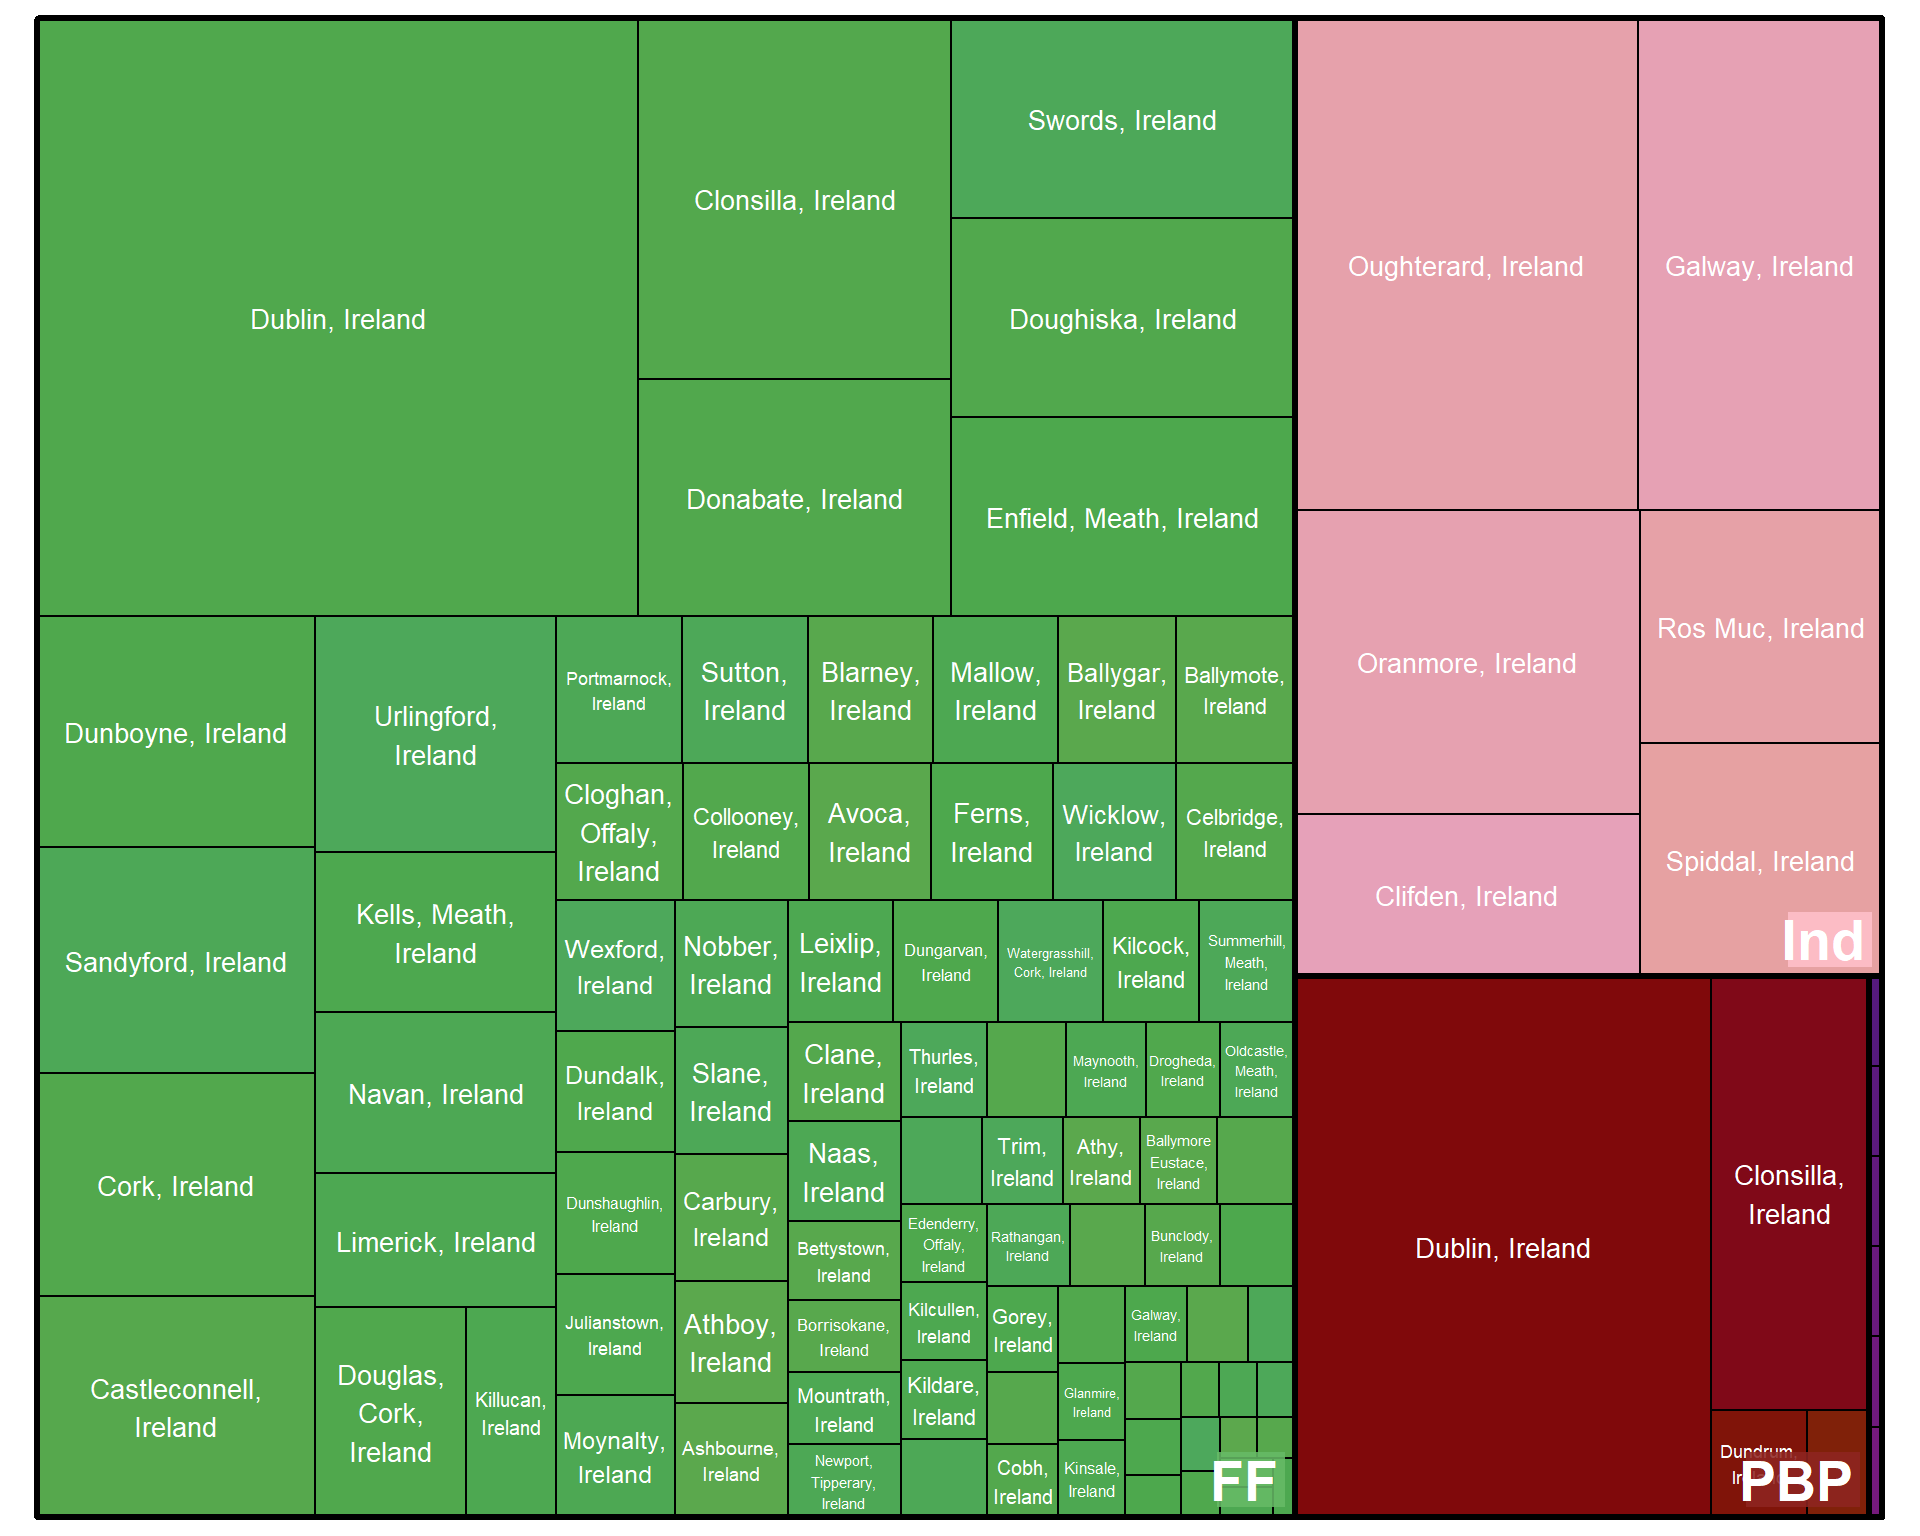 Dublin, Ireland
Clonsilla, Ireland
Donabate, Ireland
Swords, Ireland
Doughiska, Ireland
Enfield, Meath, Ireland
Dunboyne, Ireland
Sandyford, Ireland
Cork, Ireland
Castleconnell,
Ireland
Urlingford,
Ireland
Kells, Meath,
Ireland
Navan, Ireland
Limerick, Ireland
Douglas,
Cork,
Ireland
Killucan,
Ireland
Portmarnock,
Ireland
Sutton,
Ireland
Blarney,
Ireland
Mallow,
Ireland
Ballygar,
Ireland
Ballymote,
Ireland
Cloghan,
Offaly,
Ireland
Collooney,
Ireland
Avoca,
Ireland
Ferns,
Ireland
Wicklow,
Ireland
Celbridge,
Ireland
Wexford,
Ireland
Dundalk,
Ireland
Dunshaughlin,
Ireland
Julianstown,
Ireland
Moynalty,
Ireland
Nobber,
Ireland
Slane,
Ireland
Carbury,
Ireland
Athboy,
Ireland
Ashbourne,
Ireland
Leixlip,
Ireland
Dungarvan,
Ireland
Watergrasshill,
Cork, Ireland
Kilcock,
Ireland
Summerhill,
Meath,
Ireland
Clane,
Ireland
Naas,
Ireland
Bettystown,
Ireland
Borrisokane,
Ireland
Mountrath,
Ireland
Newport,
Tipperary,
Ireland
Thurles,
Ireland
Maynooth,
Ireland
Drogheda,
Ireland
Oldcastle,
Meath,
Ireland
Trim,
Ireland
Athy,
Ireland
Ballymore
Eustace,
Ireland
Edenderry,
Offaly,
Ireland
Rathangan,
Ireland
Bunclody,
Ireland
Kilcullen,
Ireland
Kildare,
Ireland
Gorey,
Ireland
Galway,
Ireland
Glanmire,
Ireland
Cobh,
Ireland
Kinsale,
Ireland
FF
Oughterard, Ireland
Galway, Ireland
Oranmore, Ireland
Clifden, Ireland
Ros Muc, Ireland
Spiddal, Ireland
Ind
Dublin, Ireland
Clonsilla,
Ireland
Dundrum,
PBP